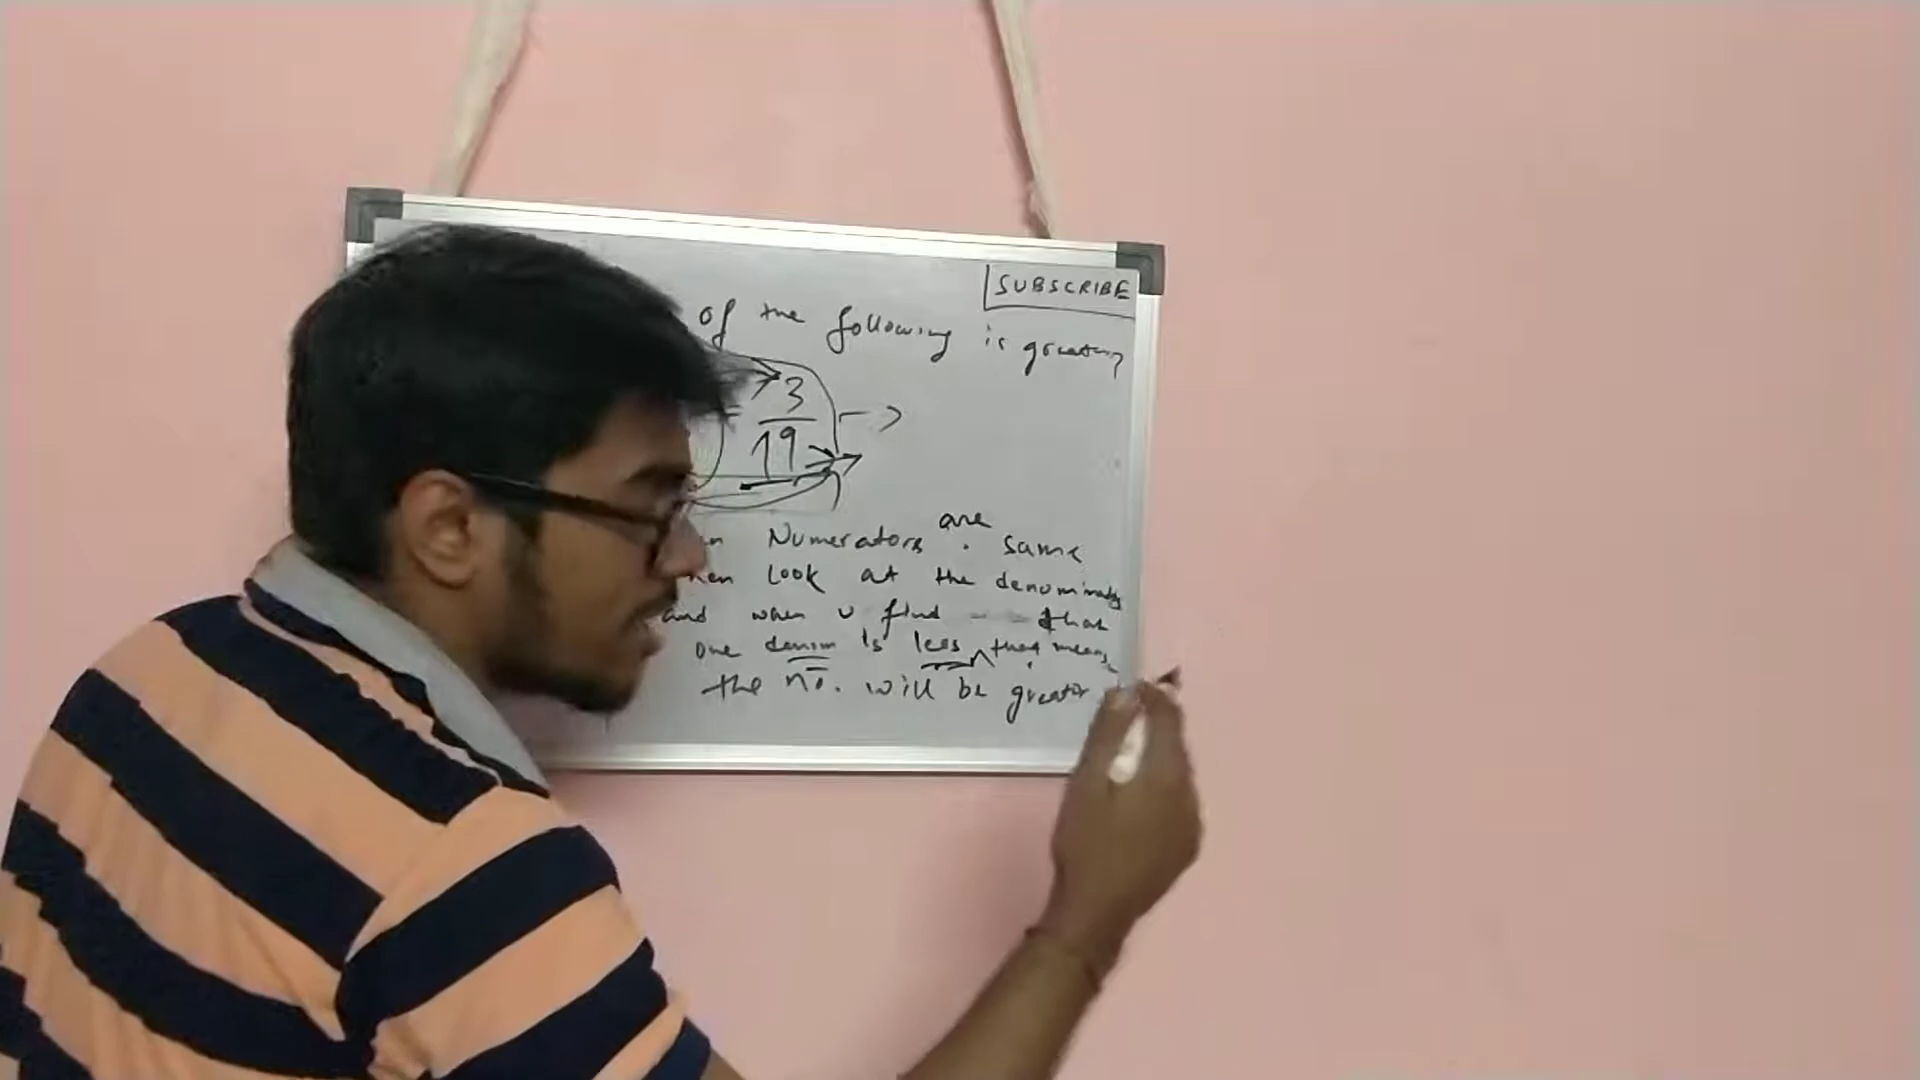 SUBSCRIBE
of the following is greater?
= 3
19
Numerators are same
Look at the denominator
and when u find that
one denom is less that means
the no. will be greater